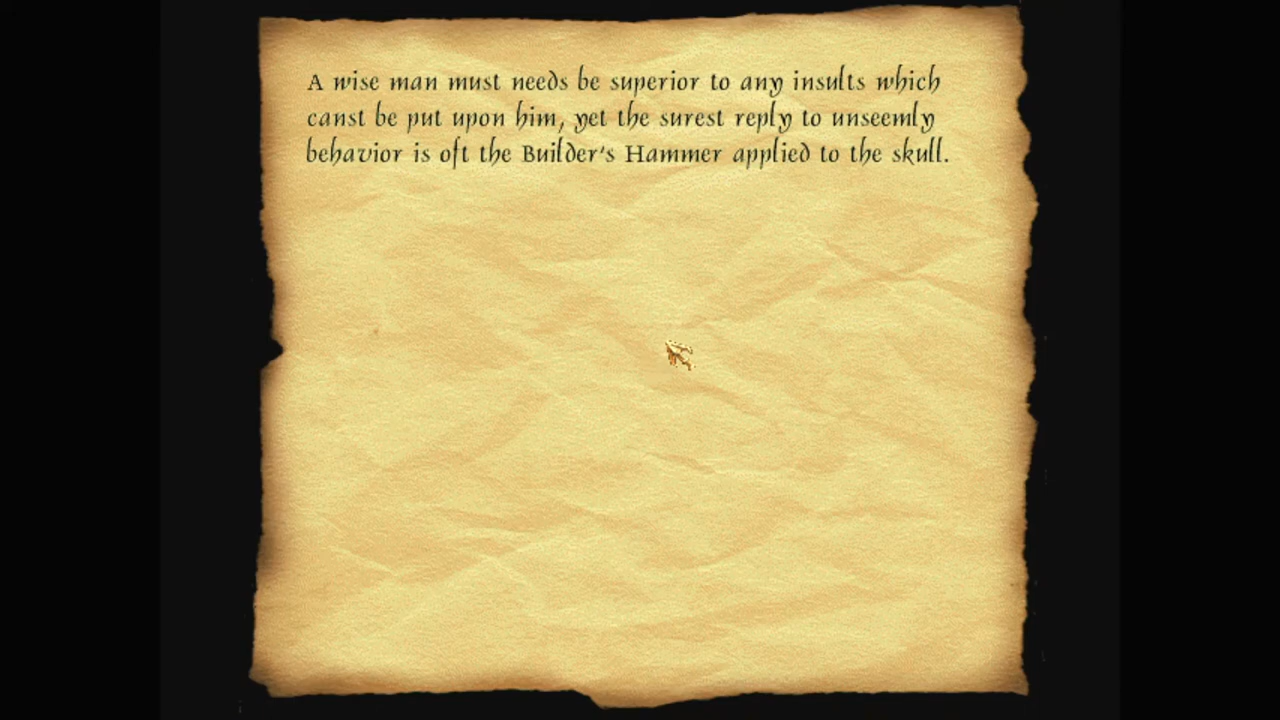 A wise man must needs be superior to any insults which
canst be put upon him, yet the surest reply to unseemly
behavior is oft the Builder's Hammer applied to the skull.